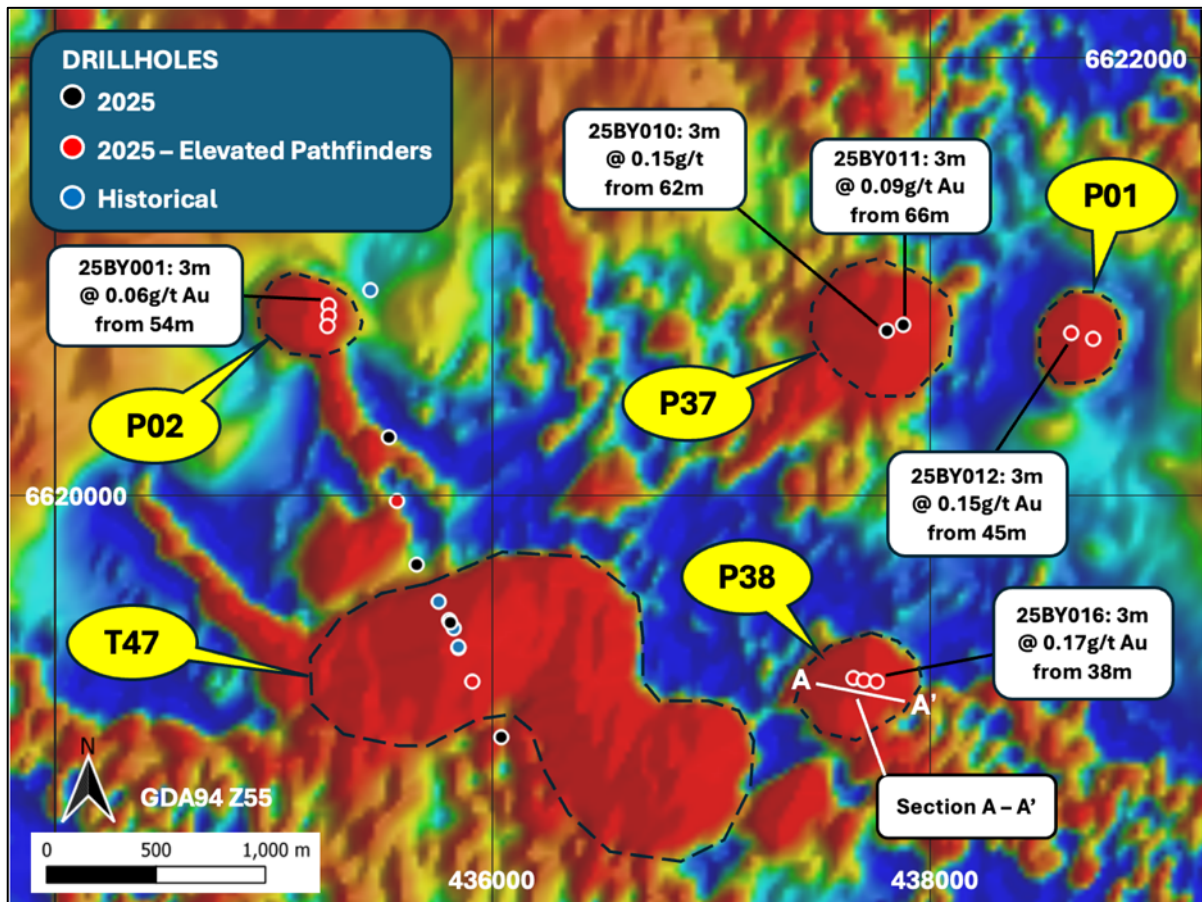 DRILLHOLES
2025
2025 – Elevated Pathfinders
Historical
6622000
25BY010: 3m
@ 0.15g/t
from 62m
25BY011: 3m
@ 0.09g/t Au
from 66m
P01
25BY001: 3m
@ 0.06g/t Au
from 54m
P02
P37
25BY012: 3m
@ 0.15g/t Au
from 45m
6620000
P38
25BY016: 3m
@ 0.17g/t Au
from 38m
T47
A
A'
Section A – A'
N
GDA94 Z55
0 500 1,000 m
436000
438000